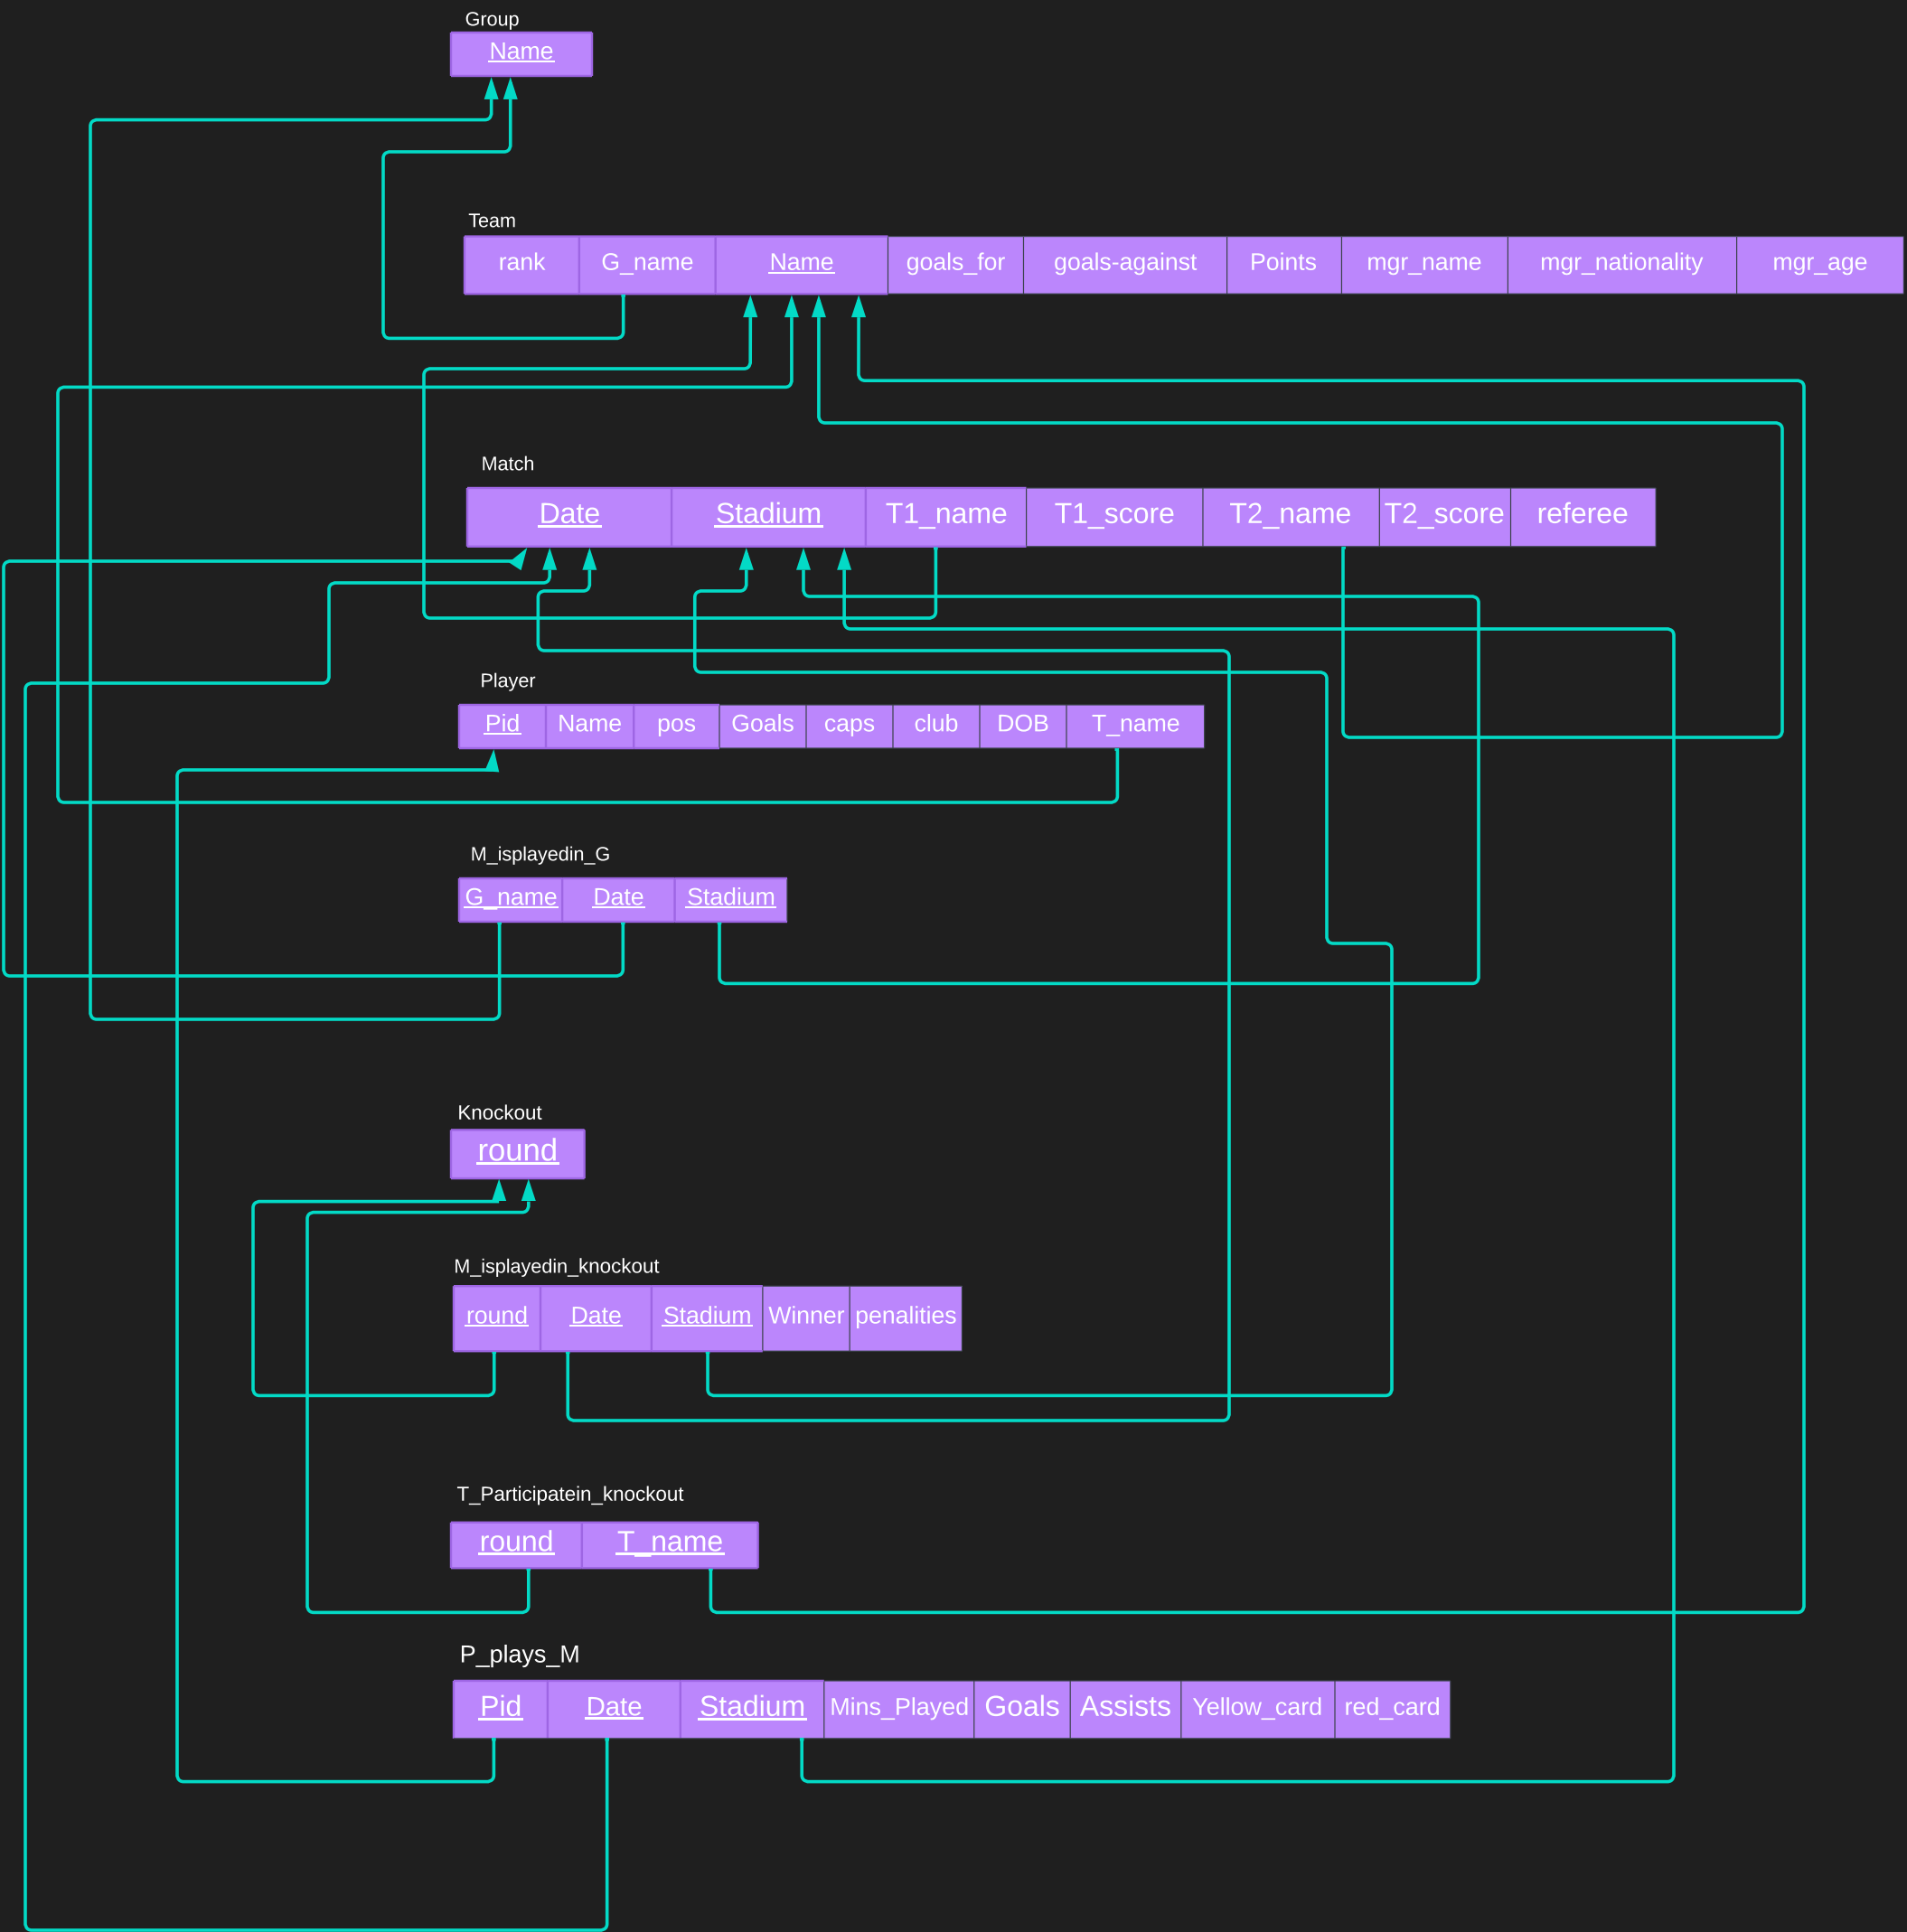 Group
Name
Team
rank G_name Name goals_for goals-against Points mgr_name mgr_nationality mgr_age
Match
Date Stadium T1_name T1_score T2_name T2_score referee
Player
Pid Name pos Goals caps club DOB T_name
M_isplayedin_G
G_name Date Stadium
Knockout
round
M_isplayedin_knockout
round Date Stadium Winner penalities
T_Participatein_knockout
round T_name
P_plays_M
Pid Date Stadium Mins_Played Goals Assists Yellow_card red_card